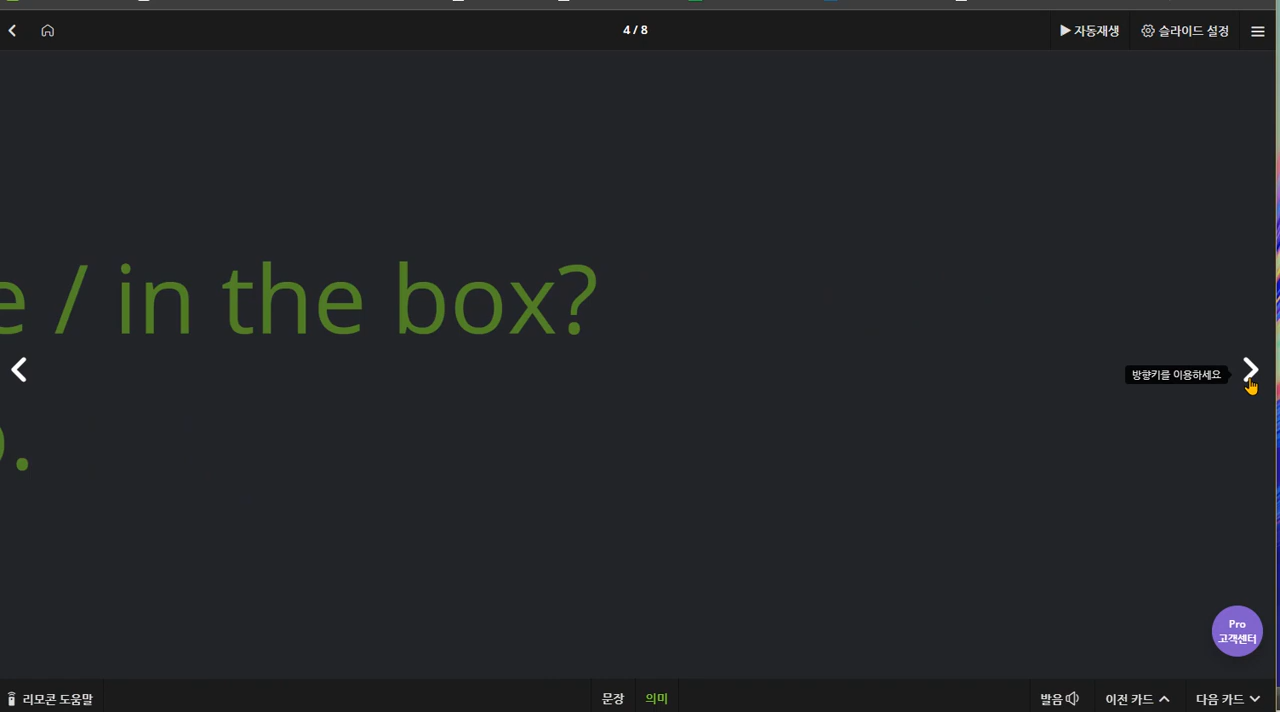 4 / 8
▶ 자동재생
슬라이드 설정
e / in the box?
방향키를 이용하세요
.
Pro
고객센터
리모콘 도움말
문장
의미
발음
이전 카드
다음 카드